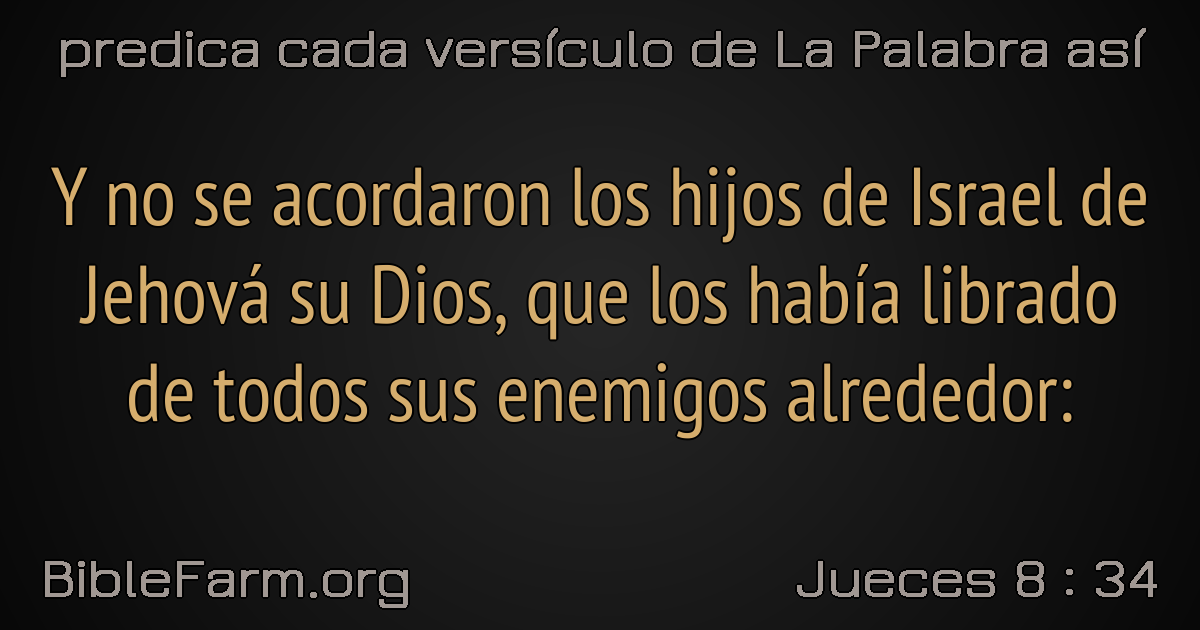 predica cada versículo de La Palabra así
Y no se acordaron los hijos de Israel de
Jehová su Dios, que los había librado
de todos sus enemigos alrededor:
BibleFarm.org
Jueces 8 : 34